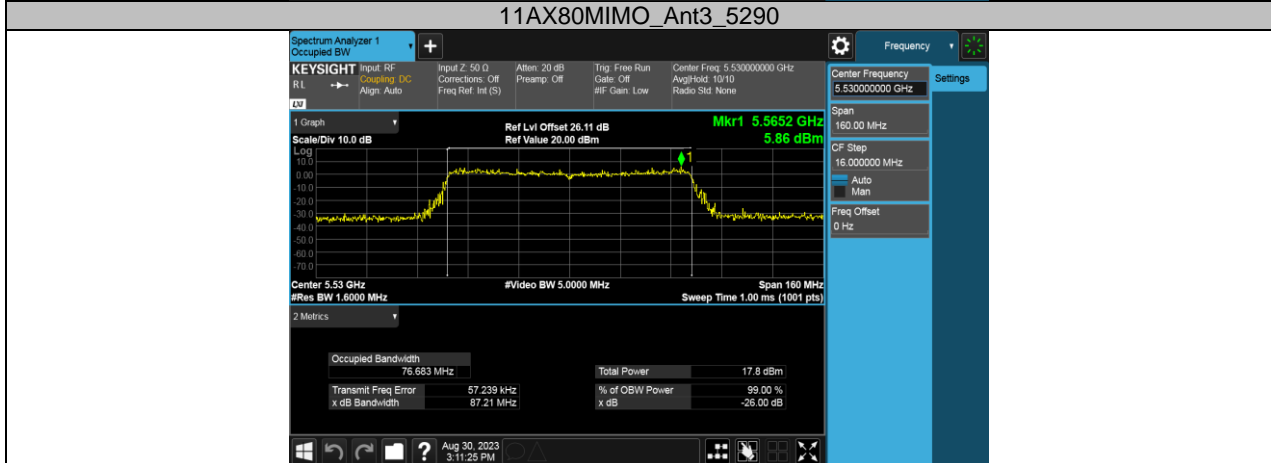 11AX80MIMO_Ant3_5290
Spectrum Analyzer 1
Occupied BW
+
Frequency
KEYSIGHT
RL
LXI
Input: RF
Coupling: DC
Align: Auto
Input Z: 50 Ω
Corrections: Off
Freq Ref: Int (S)
Atten: 20 dB
Preamp: Off
Trig: Free Run
Gate: Off
#IF Gain: Low
Center Freq: 5.530000000 GHz
Avg|Hold: 10/10
Radio Std: None
Center Frequency
5.530000000 GHz
Settings
Span
160.00 MHz
CF Step
16.000000 MHz
Auto
Man
Freq Offset
0 Hz
1 Graph
Scale/Div 10.0 dB
Ref Lvl Offset 26.11 dB
Ref Value 20.00 dBm
Mkr1 5.5652 GHz
5.86 dBm
Log
10.0
0.00
-10.0
-20.0
-30.0
-40.0
-50.0
-60.0
-70.0
1
Center 5.53 GHz
#Video BW 5.0000 MHz
Span 160 MHz
#Res BW 1.6000 MHz
Sweep Time 1.00 ms (1001 pts)
2 Metrics
Occupied Bandwidth
76.683 MHz
Total Power 17.8 dBm
Transmit Freq Error 57.239 kHz
% of OBW Power 99.00 %
x dB Bandwidth 87.21 MHz
x dB -26.00 dB
?
Aug 30, 2023
3:11:25 PM